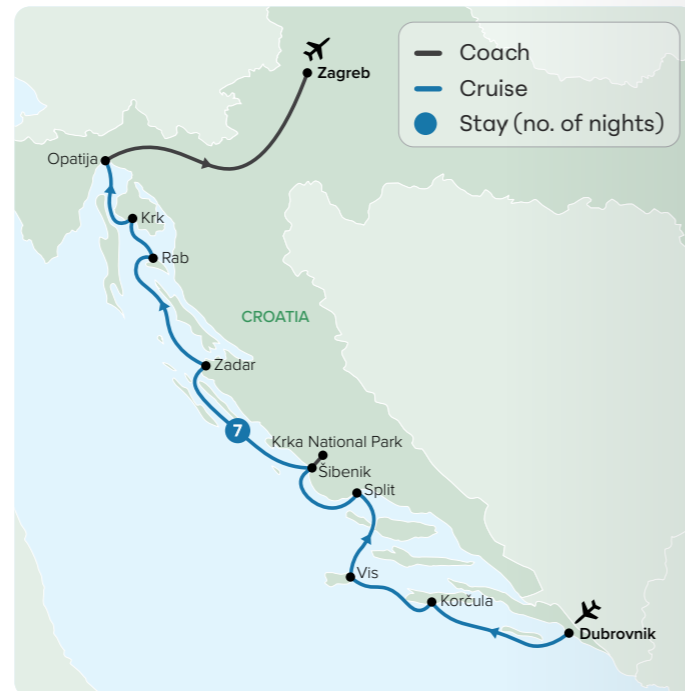 Coach
Cruise
Stay (no. of nights)
Zagreb
Opatija
Krk
Rab
CROATIA
Zadar
7
Krka National Park
Šibenik
Split
Vis
Korčula
Dubrovnik